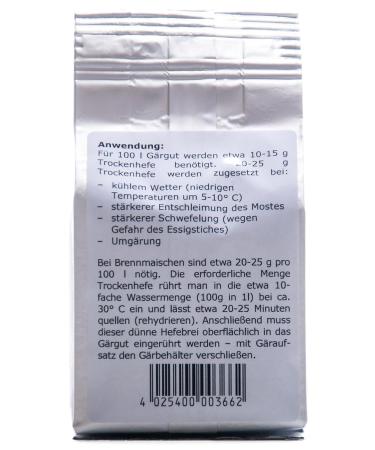 Anwendung:
Für 100 l Gärgut werden etwa 10-15 g
Trockenhefe benötigt. 20-25 g
Trockenhefe werden zugesetzt bei:
– kühlem Wetter (niedrigen
Temperaturen um 5-10° C)
– stärkerer Entschleimung des Mostes
– stärkerer Schwefelung (wegen
Gefahr des Essigstiches)
– Umgärung
Bei Brennmaischen sind etwa 20-25 g pro
100 l nötig. Die erforderliche Menge
Trockenhefe rührt man in die etwa 10-
fache Wassermenge (100g in 1l) bei ca.
30° C ein und lässt etwa 20-25 Minuten
quellen (rehydrieren). Anschließend muss
dieser dünne Hefebrei oberflächlich in das
Gärgut eingerührt werden – mit Gärauf-
satz den Gärbehälter verschließen.
4 025400 003662